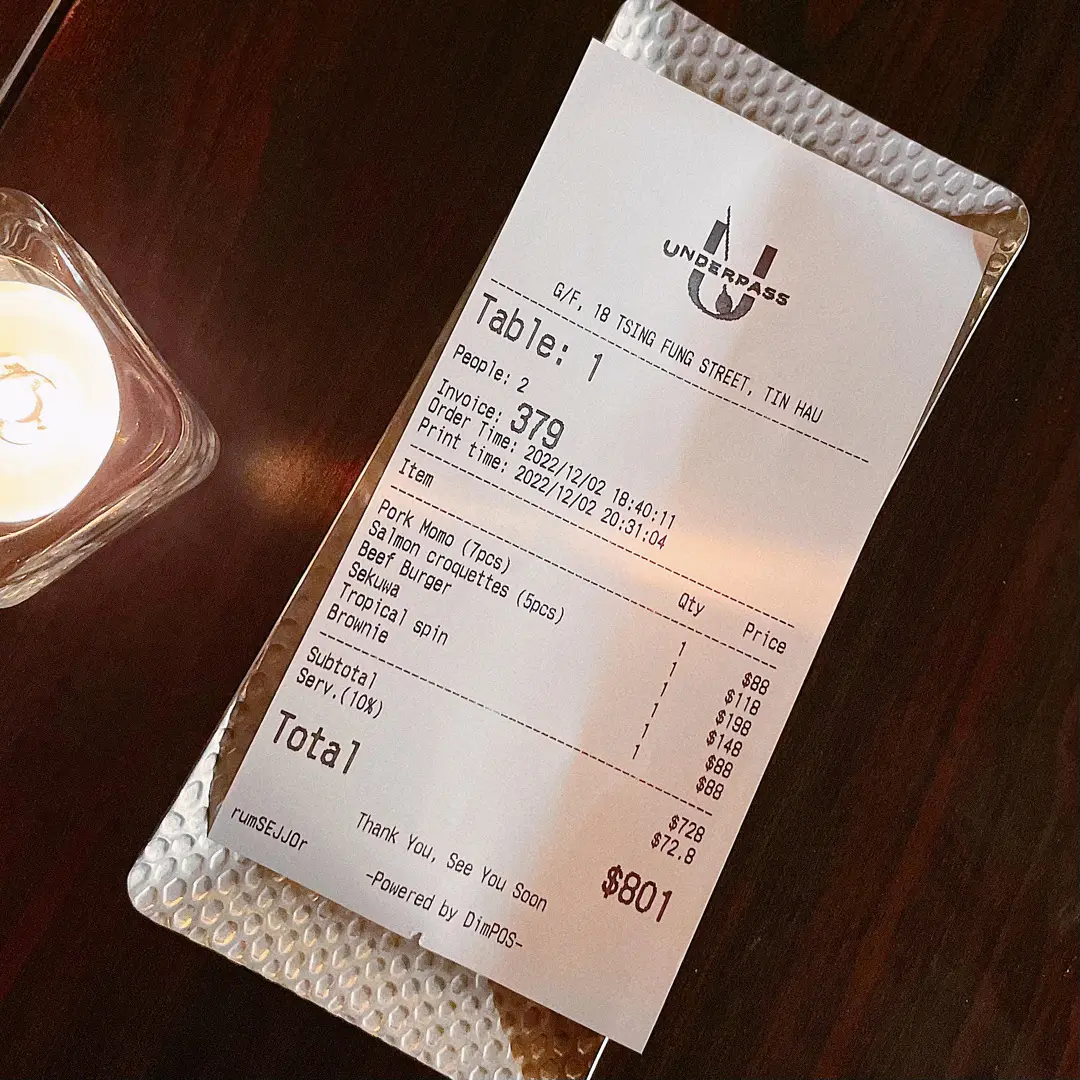 UNDERPASS
G/F, 18 TSING FUNG STREET, TIN HAU
Table: 1
People: 2
Invoice: 379
Order Time: 2022/12/02 18:40:11
Print time: 2022/12/02 20:31:04
Item Qty Price
Pork Momo (7pcs) 1 $88
Salmon croquettes (5pcs) 1 $118
Beef Burger 1 $198
Sekuwa 1 $148
Tropical spin 1 $88
Brownie 1 $88
Subtotal $728
Serv.(10%) $72.8
Total $801
rumSEJJOr
Thank You, See You Soon
-Powered by DimPOS-